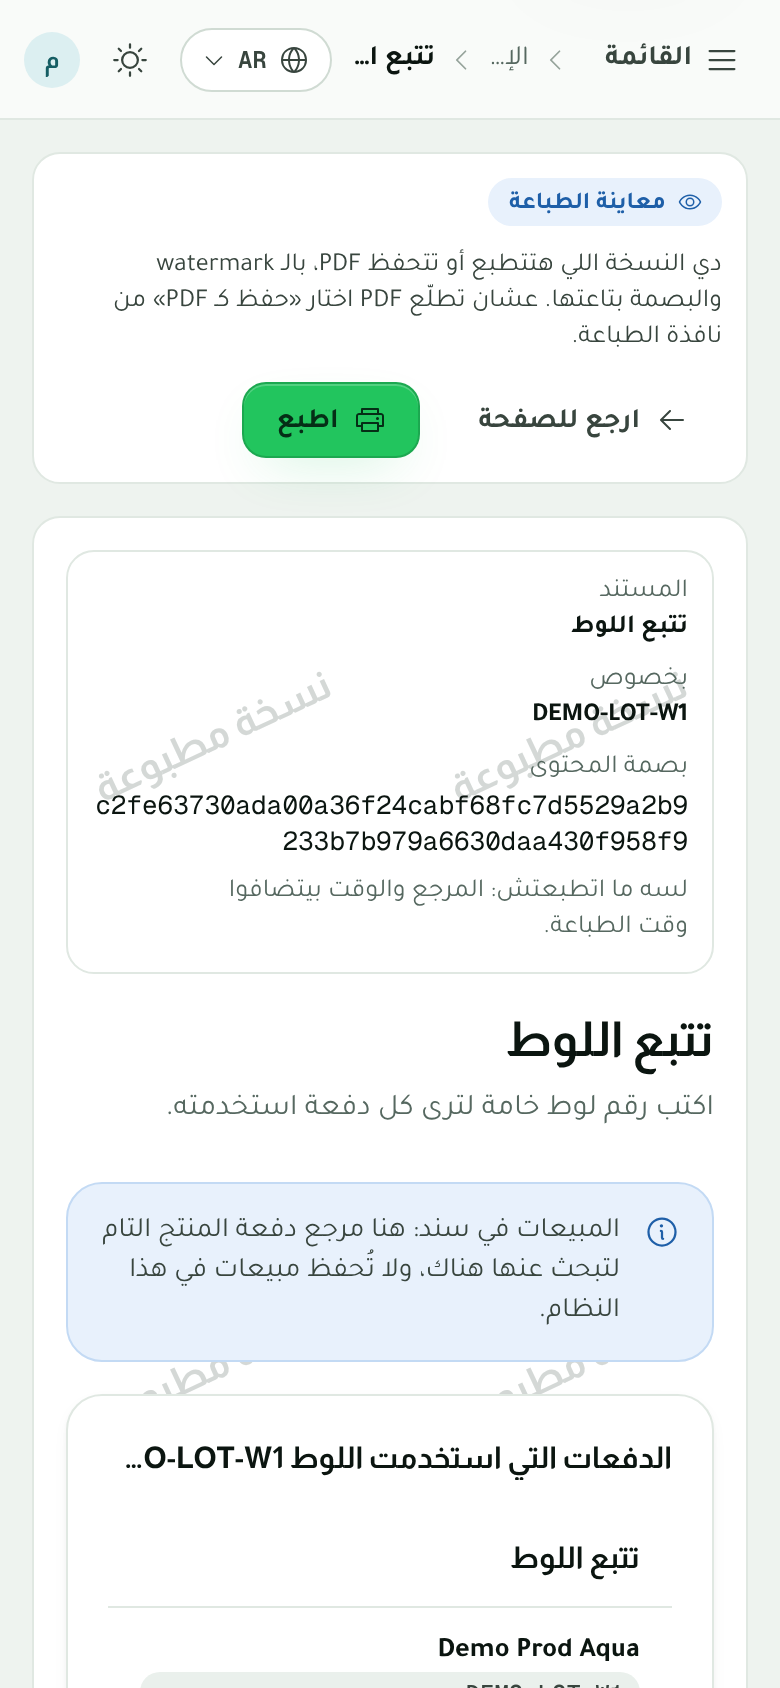 القائمة
الإ...
تتبع ا...
AR
م
معاينة الطباعة
دي النسخة اللي هتتطبع أو تتحفظ PDF، بالـ watermark
والبصمة بتاعتها. عشان تطلّع PDF اختار «حفظ كـ PDF» من
نافذة الطباعة.
ارجع للصفحة
اطبع
المستند
تتبع اللوط
بخصوص
DEMO-LOT-W1
نسخة مطبوعة
نسخة مطبوعة
بصمة المحتوى
c2fe63730ada00a36f24cabf68fc7d5529a2b9
233b7b979a6630daa430f958f9
لسه ما اتطبعتش: المرجع والوقت بيتضافوا
وقت الطباعة.
تتبع اللوط
اكتب رقم لوط خامة لترى كل دفعة استخدمته.
المبيعات في سند: هنا مرجع دفعة المنتج التام
لتبحث عنها هناك، ولا تُحفظ مبيعات في هذا
النظام.
الدفعات التي استخدمت اللوط O-LOT-W1...
تتبع اللوط
Demo Prod Aqua